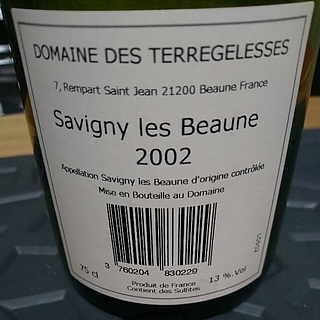 DOMAINE DES TERREGELESSES
7, Rempart Saint Jean 21200 Beaune France
Savigny les Beaune
2002
Appellation Savigny les Beaune d'origine contrôlée
Mise en Bouteille au Domaine
75 cl
3 760204 830229
13 %.Vol
Produit de France
Contient des Sulfites